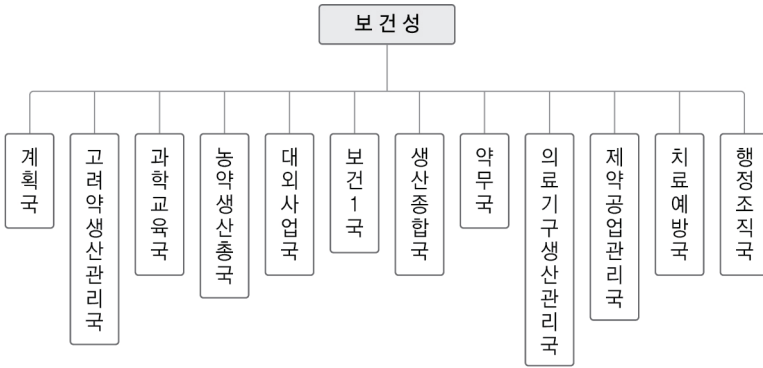 보건성
계획국
고려약생산관리국
과학교육국
농약생산총국
대외사업국
보건1국
생산종합국
약무국
의료기구생산관리국
제약공업관리국
치료예방국
행정조직국